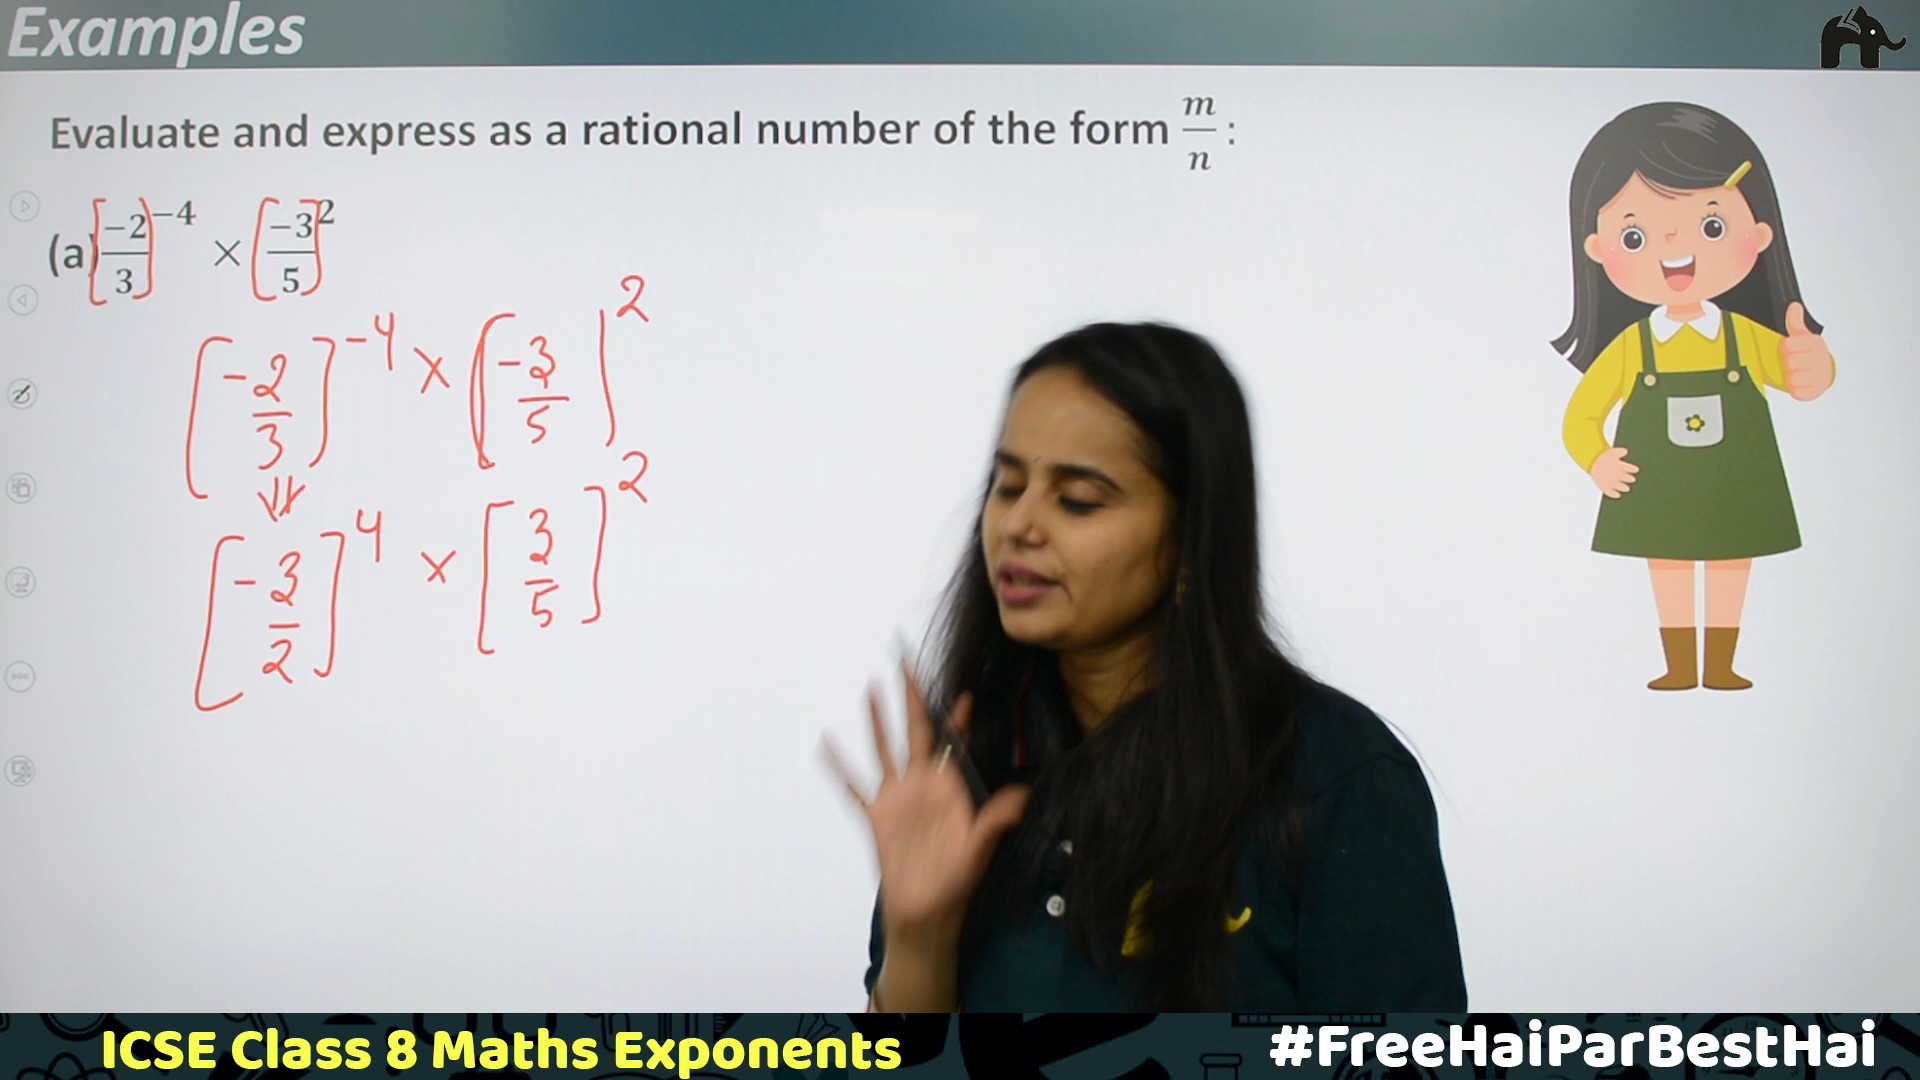 Examples
Evaluate and express as a rational number of the form m/n :
(a) [-2/3]^-4 × [-3/5]^2
[-2/3]^-4 × [-3/5]^2
[-3/2]^4 × [3/5]^2
ICSE Class 8 Maths Exponents
#FreeHaiParBestHai